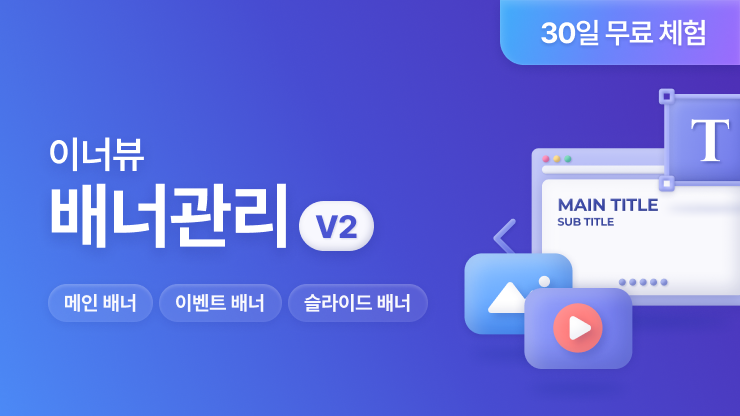 30일 무료 체험
이너뷰
배너관리 V2
메인 배너 이벤트 배너 슬라이드 배너
T
MAIN TITLE
SUB TITLE